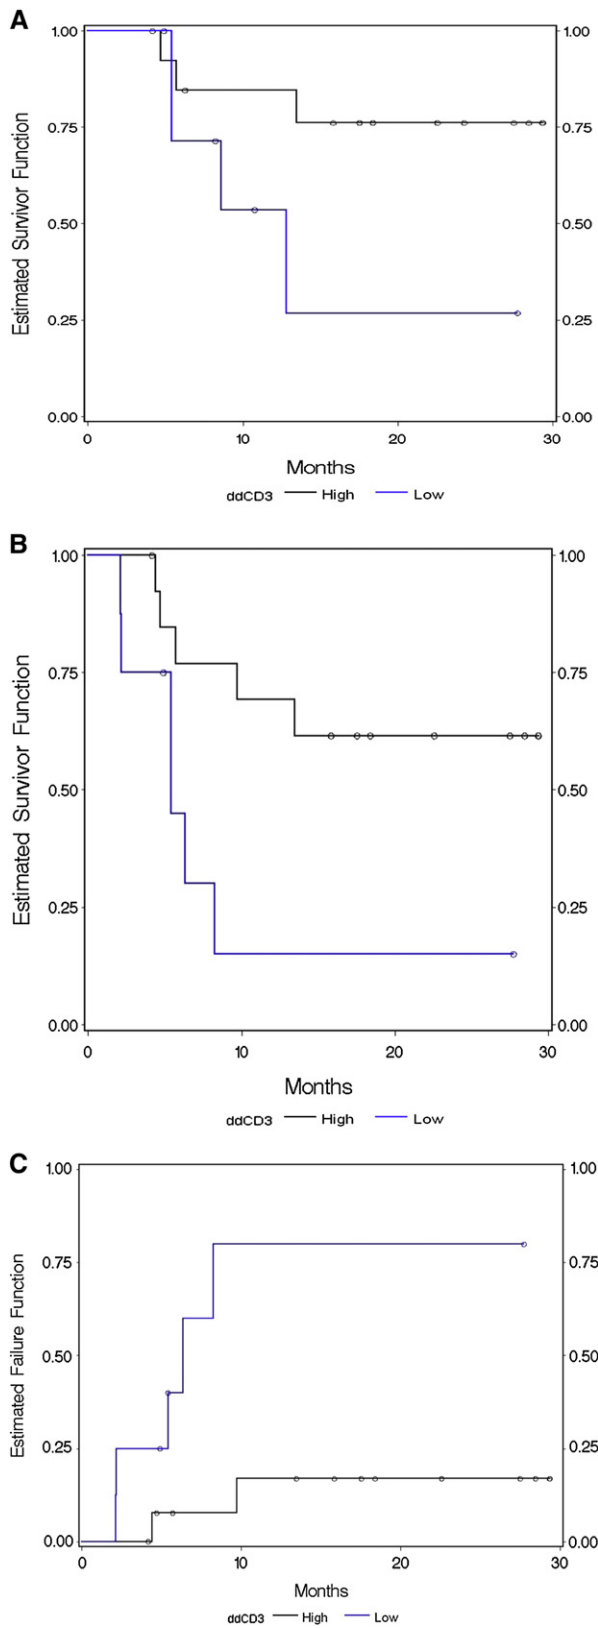 A
Estimated Survivor Function
1.00 1.00
0.75 0.75
0.50 0.50
0.25 0.25
0.00 0.00
0 10 20 30
Months
ddCD3 High Low
B
Estimated Survivor Function
1.00 1.00
0.75 0.75
0.50 0.50
0.25 0.25
0.00 0.00
0 10 20 30
Months
ddCD3 High Low
C
Estimated Failure Function
1.00 1.00
0.75 0.75
0.50 0.50
0.25 0.25
0.00 0.00
0 10 20 30
Months
ddCD3 High Low